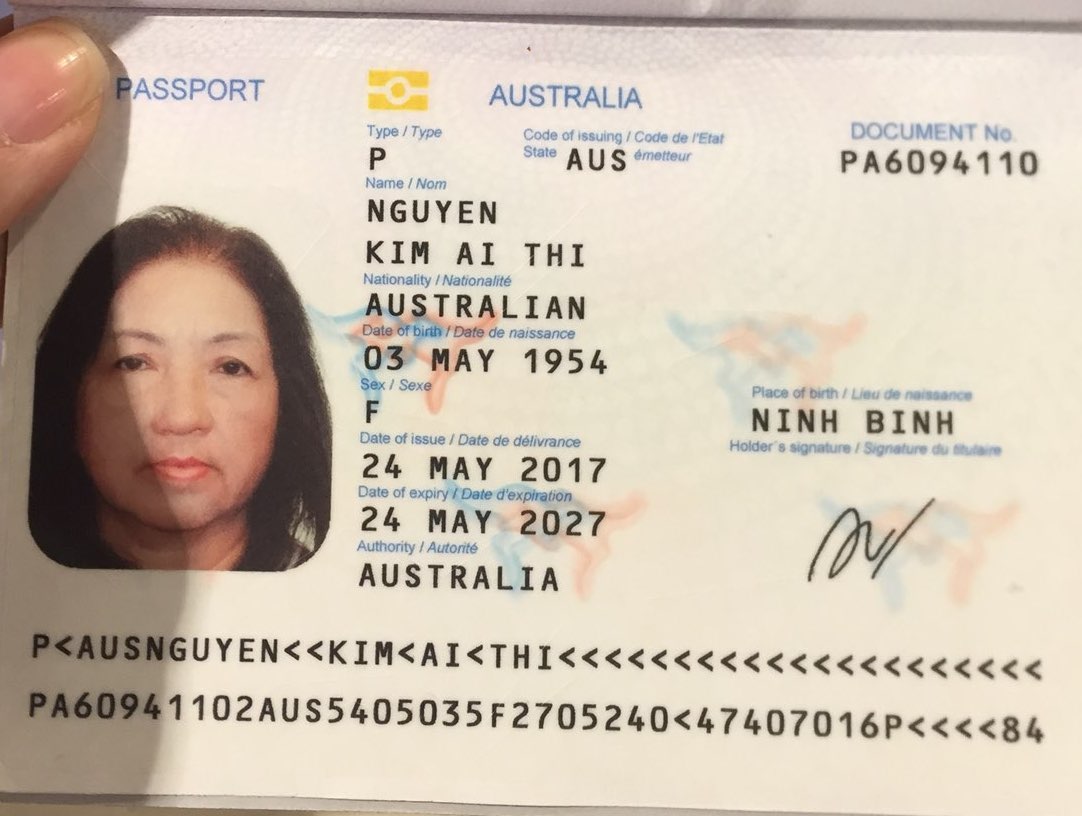 PASSPORT
AUSTRALIA
Type / Type
P
Code of issuing / Code de l'Etat
State AUS émetteur
DOCUMENT No.
PA6094110
Name / Nom
NGUYEN
KIM AI THI
Nationality / Nationalité
AUSTRALIAN
Date of birth / Date de naissance
03 MAY 1954
Sex / Sexe
F
Place of birth / Lieu de naissance
NINH BINH
Date of issue / Date de délivrance
24 MAY 2017
Holder's signature / Signature du titulaire
Date of expiry / Date d'expiration
24 MAY 2027
Authority / Autorité
AUSTRALIA
P<AUSNGUYEN<<KIM<AI<THI<<<<<<<<<<<<<<<<<<<<<
PA60941102AUS5405035F2705240<47407016P<<<<84